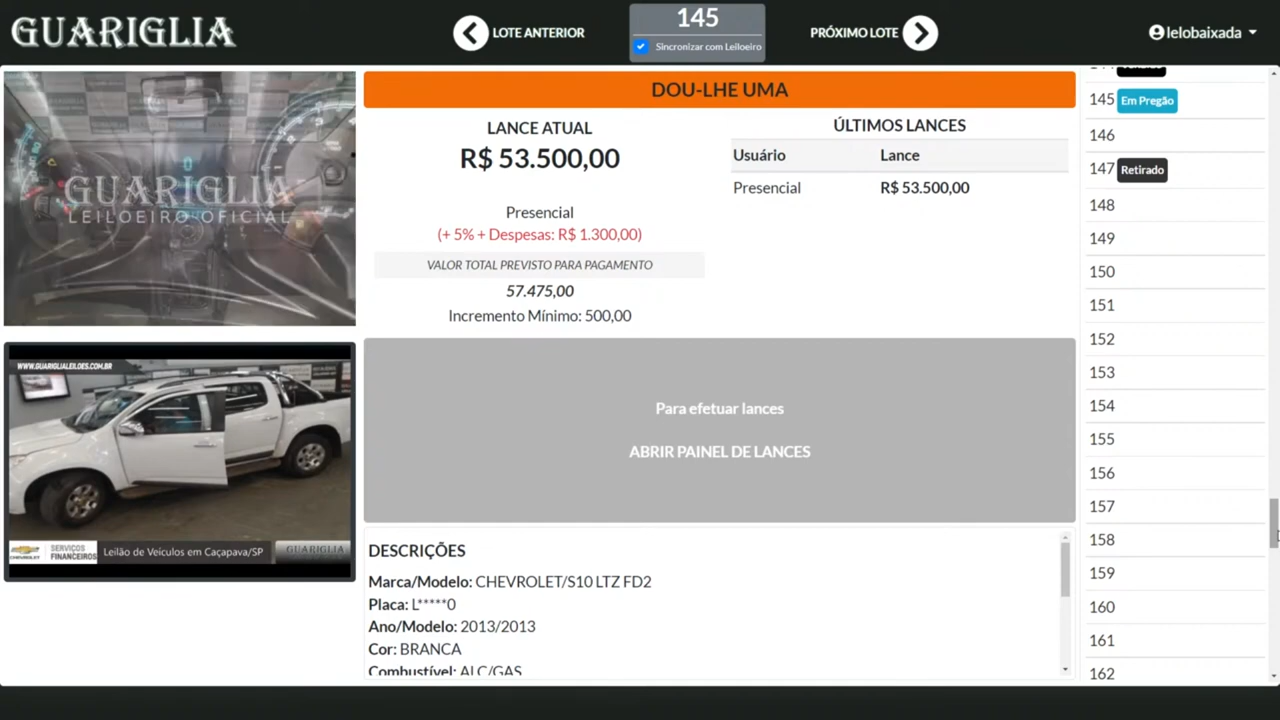 GUARIGLIA
LOTE ANTERIOR
145
Sincronizar com Leiloeiro
PRÓXIMO LOTE
lelobaixada
GUARIGLIA
LEILOEIRO OFICIAL
WWW.GUARIGLIALEILOES.COM.BR
CHEVROLET
SERVIÇOS
FINANCEIROS
Leilão de Veículos em Caçapava/SP
GUARIGLIA
DOU-LHE UMA
LANCE ATUAL
R$ 53.500,00
Presencial
(+ 5% + Despesas: R$ 1.300,00)
VALOR TOTAL PREVISTO PARA PAGAMENTO
57.475,00
Incremento Mínimo: 500,00
ÚLTIMOS LANCES
Usuário Lance
Presencial R$ 53.500,00
Para efetuar lances
ABRIR PAINEL DE LANCES
DESCRIÇÕES
Marca/Modelo: CHEVROLET/S10 LTZ FD2
Placa: L*****0
Ano/Modelo: 2013/2013
Cor: BRANCA
Combustível: ALC/GAS
145 Em Pregão
146
147 Retirado
148
149
150
151
152
153
154
155
156
157
158
159
160
161
162